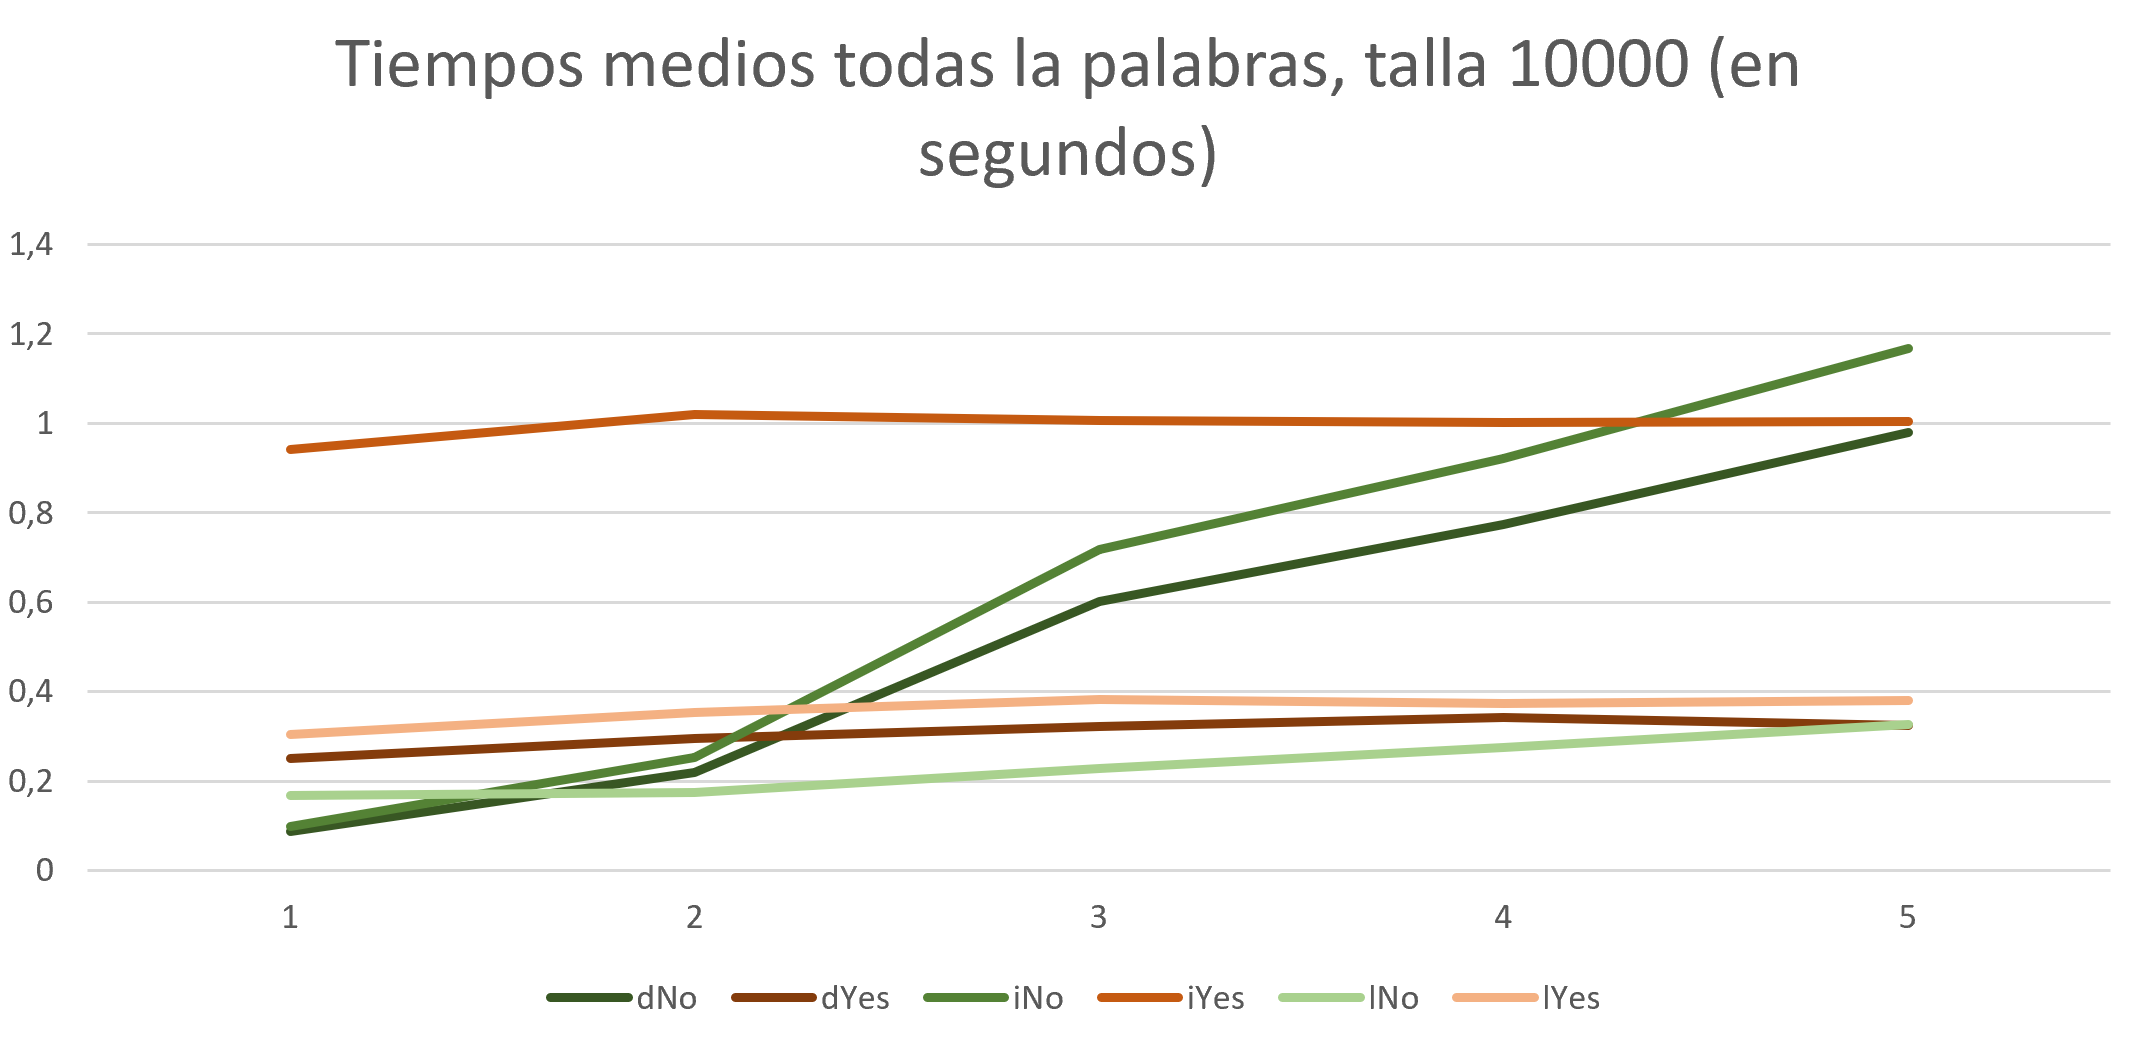 Tiempos medios todas la palabras, talla 10000 (en
segundos)
1,4
1,2
1
0,8
0,6
0,4
0,2
0
1 2 3 4 5
dNo dYes iNo iYes lNo lYes